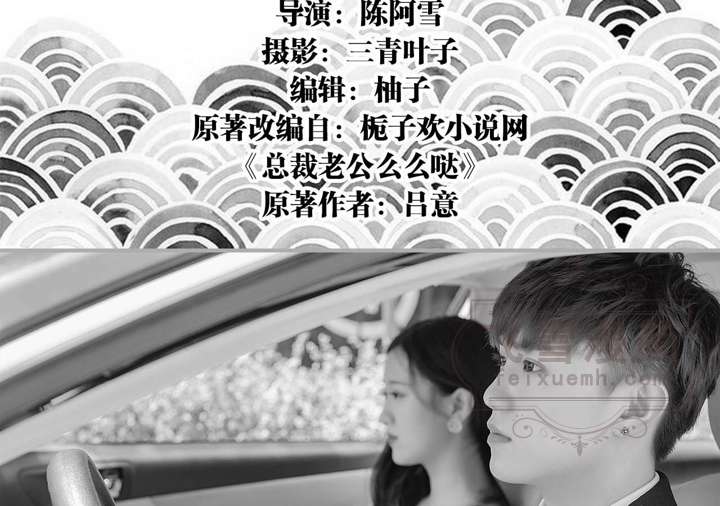 导演：陈阿雪
摄影：三青叶子
编辑：柚子
原著改编自：栀子欢小说网
《总裁老公么么哒》
原著作者：吕意
feixuemh.com